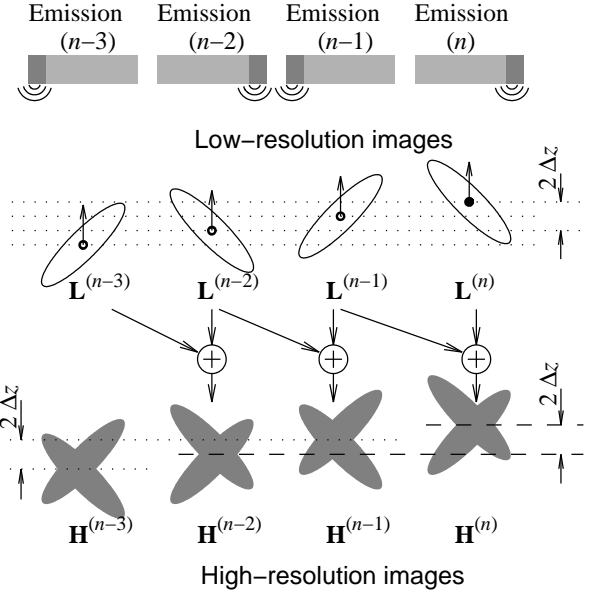 Emission Emission Emission Emission
(n−3) (n−2) (n−1) (n)
Low−resolution images
2 Δz
L(n−3) L(n−2) L(n−1) L(n)
+ + +
2 Δz 2 Δz
H(n−3) H(n−2) H(n−1) H(n)
High−resolution images